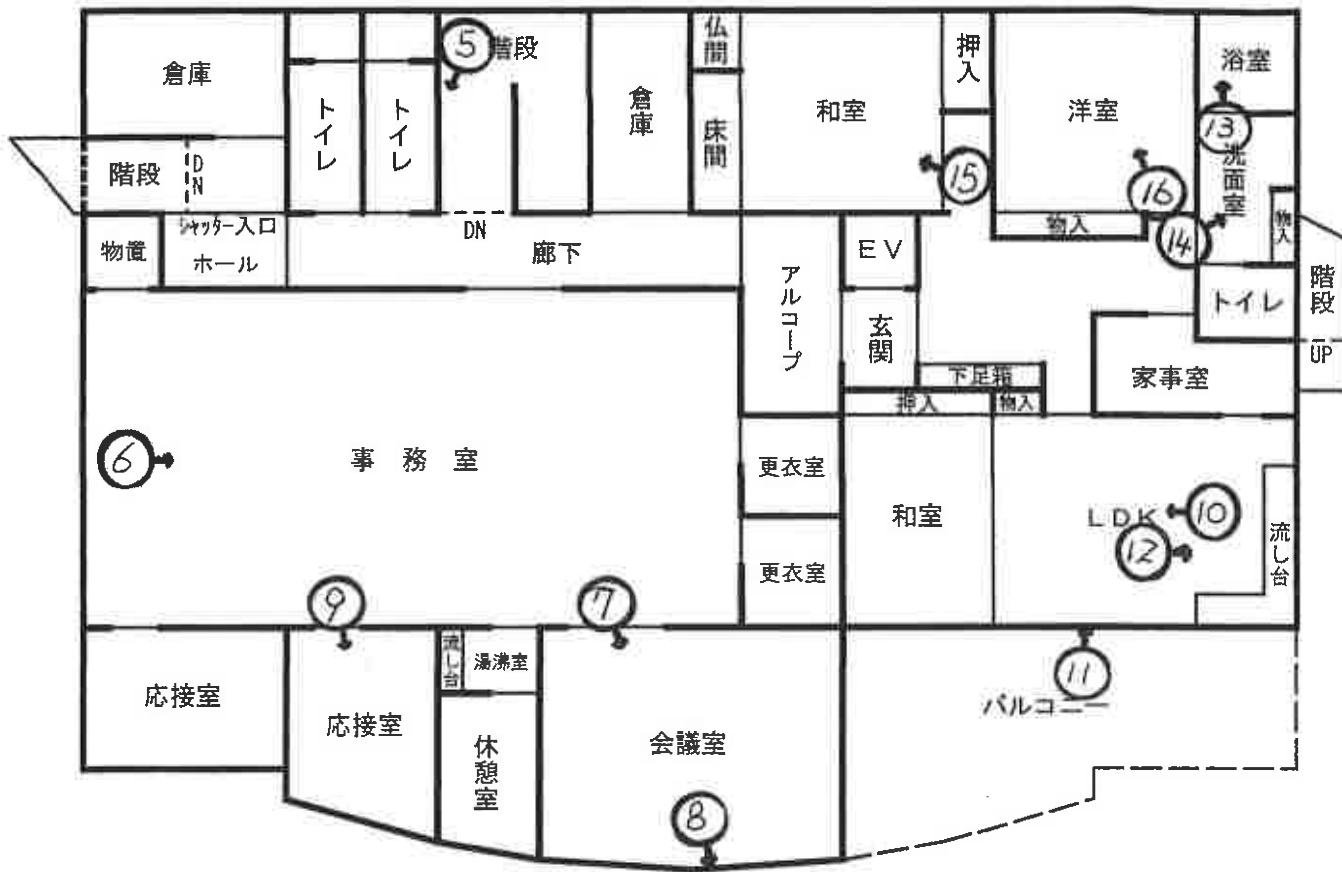 倉庫
トイレ
トイレ
⑤
階段
倉庫
仏間
床間
和室
押入
洋室
浴室
⑬
洗面室
⑮
⑯
⑭
物入
物入
階段
DN
シャッター入口
ホール
物置
DN
廊下
アルコープ
EV
玄関
下足箱
トイレ
階段
UP
家事室
押入
物入
⑥
事務室
更衣室
更衣室
和室
LDK
⑩
⑫
流し台
⑨
⑦
⑪
バルコニー
応接室
応接室
流し台
湯沸室
休憩室
会議室
⑧